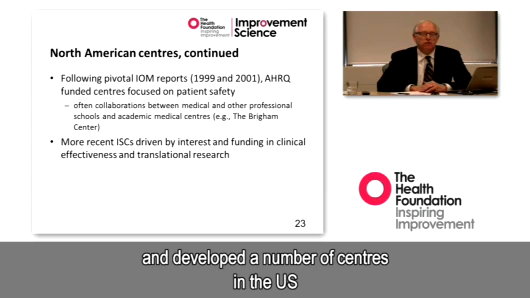 The
Health
Foundation
Inspiring
Improvement
Improvement
Science
North American centres, continued
• Following pivotal IOM reports (1999 and 2001), AHRQ
funded centres focused on patient safety
– often collaborations between medical and other professional
schools and academic medical centres (e.g., The Brigham
Center)
• More recent ISCs driven by interest and funding in clinical
effectiveness and translational research
23
The
Health
Foundation
Inspiring
Improvement
and developed a number of centres
in the US